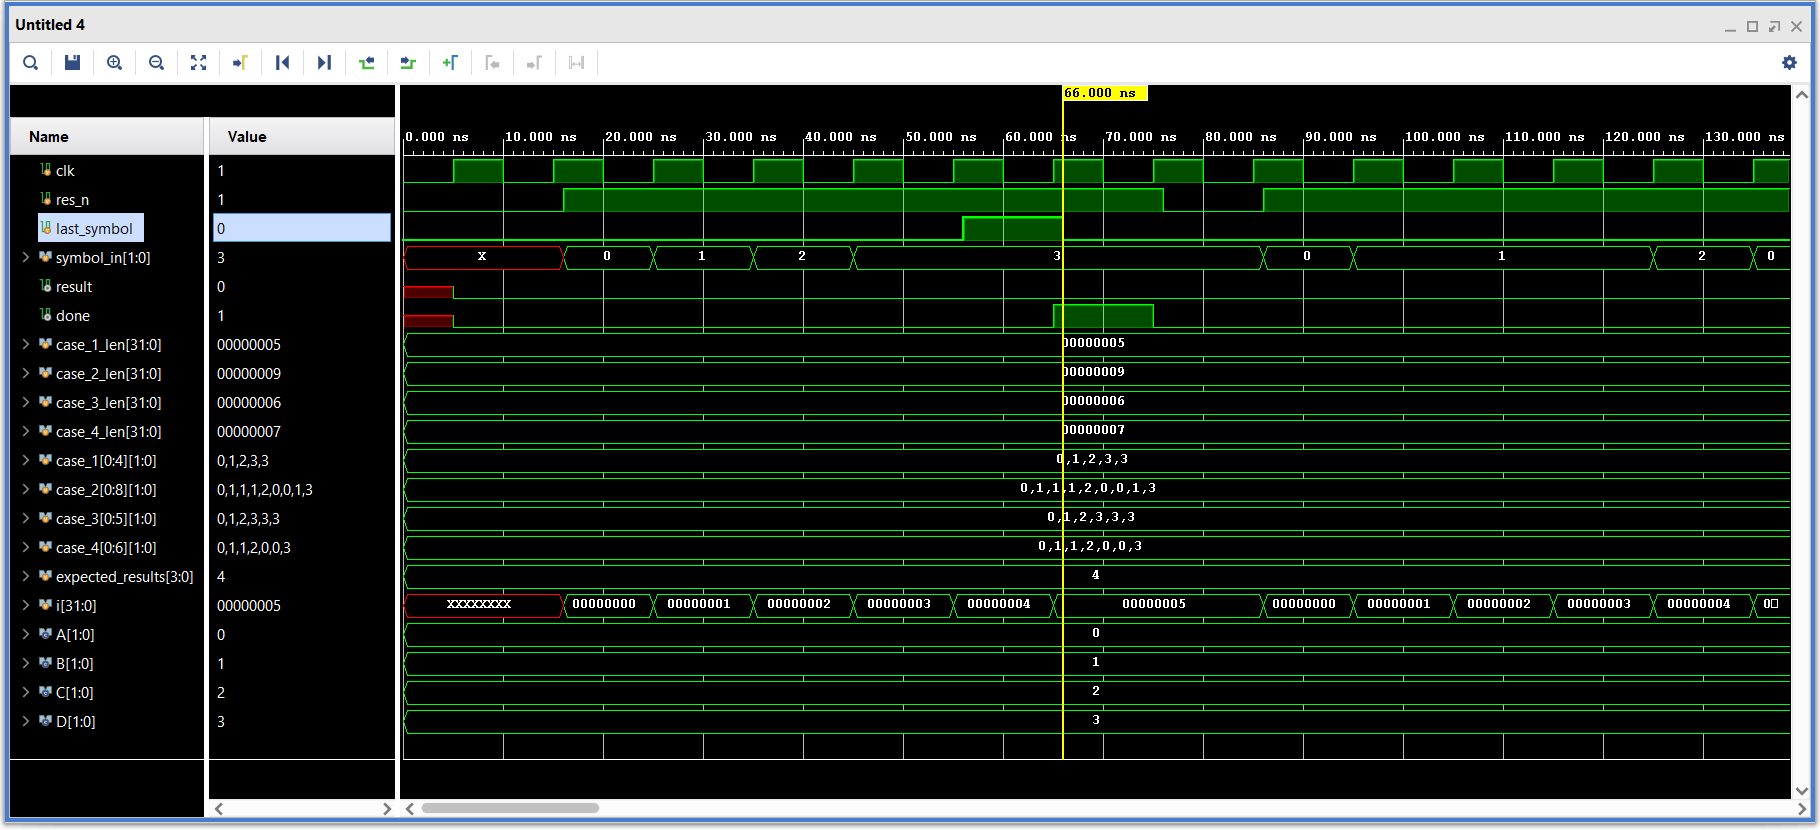 Untitled 4
66.000 ns
Name Value
0.000 ns 10.000 ns 20.000 ns 30.000 ns 40.000 ns 50.000 ns 60.000 ns 70.000 ns 80.000 ns 90.000 ns 100.000 ns 110.000 ns 120.000 ns 130.000 ns
clk 1
res_n 1
last_symbol 0
symbol_in[1:0] 3 X 0 1 2 3 0 1 2 0
result 0
done 1
case_1_len[31:0] 00000005 00000005
case_2_len[31:0] 00000009 00000009
case_3_len[31:0] 00000006 00000006
case_4_len[31:0] 00000007 00000007
case_1[0:4][1:0] 0,1,2,3,3 0,1,2,3,3
case_2[0:8][1:0] 0,1,1,1,2,0,0,1,3 0,1,1,1,2,0,0,1,3
case_3[0:5][1:0] 0,1,2,3,3,3 0,1,2,3,3,3
case_4[0:6][1:0] 0,1,1,2,0,0,3 0,1,1,2,0,0,3
expected_results[3:0] 4 4
i[31:0] 00000005 XXXXXXXX 00000000 00000001 00000002 00000003 00000004 00000005 00000000 00000001 00000002 00000003 00000004 0□
A[1:0] 0 0
B[1:0] 1 1
C[1:0] 2 2
D[1:0] 3 3